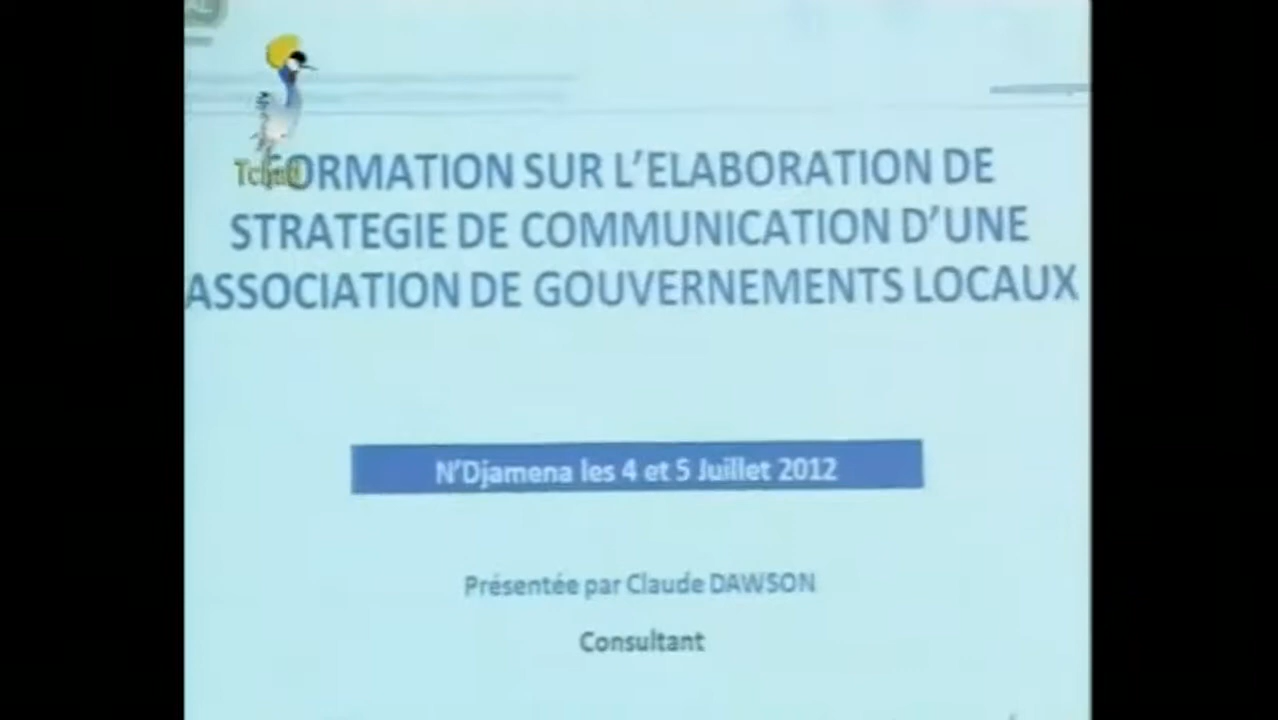 Tchad
FORMATION SUR L'ELABORATION DE
STRATEGIE DE COMMUNICATION D'UNE
ASSOCIATION DE GOUVERNEMENTS LOCAUX
N'Djamena les 4 et 5 Juillet 2012
Présentée par Claude DAWSON
Consultant